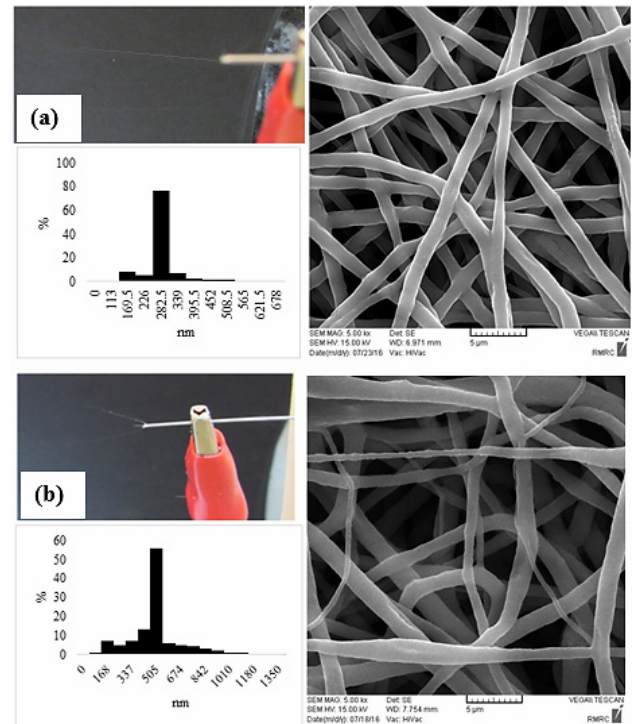 (a)
100
80
60
40
20
0
%
0 113 169.5 226 282.5 339 395.5 452 508.5 565 621.5 678
nm
SEM MAG: 5.00 kx Det: SE VEGA\\ TESCAN
SEM HV: 15.00 kV WD: 6.971 mm 5 µm
Date(m/d/y): 07/23/16 Vac: HiVac RMRC
(b)
60
50
40
30
20
10
0
%
0 168 337 505 674 842 1010 1180 1350
nm
SEM MAG: 5.00 kx Det: SE VEGA\\ TESCAN
SEM HV: 15.00 kV WD: 7.754 mm 5 µm
Date(m/d/y): 07/18/16 Vac: HiVac RMRC